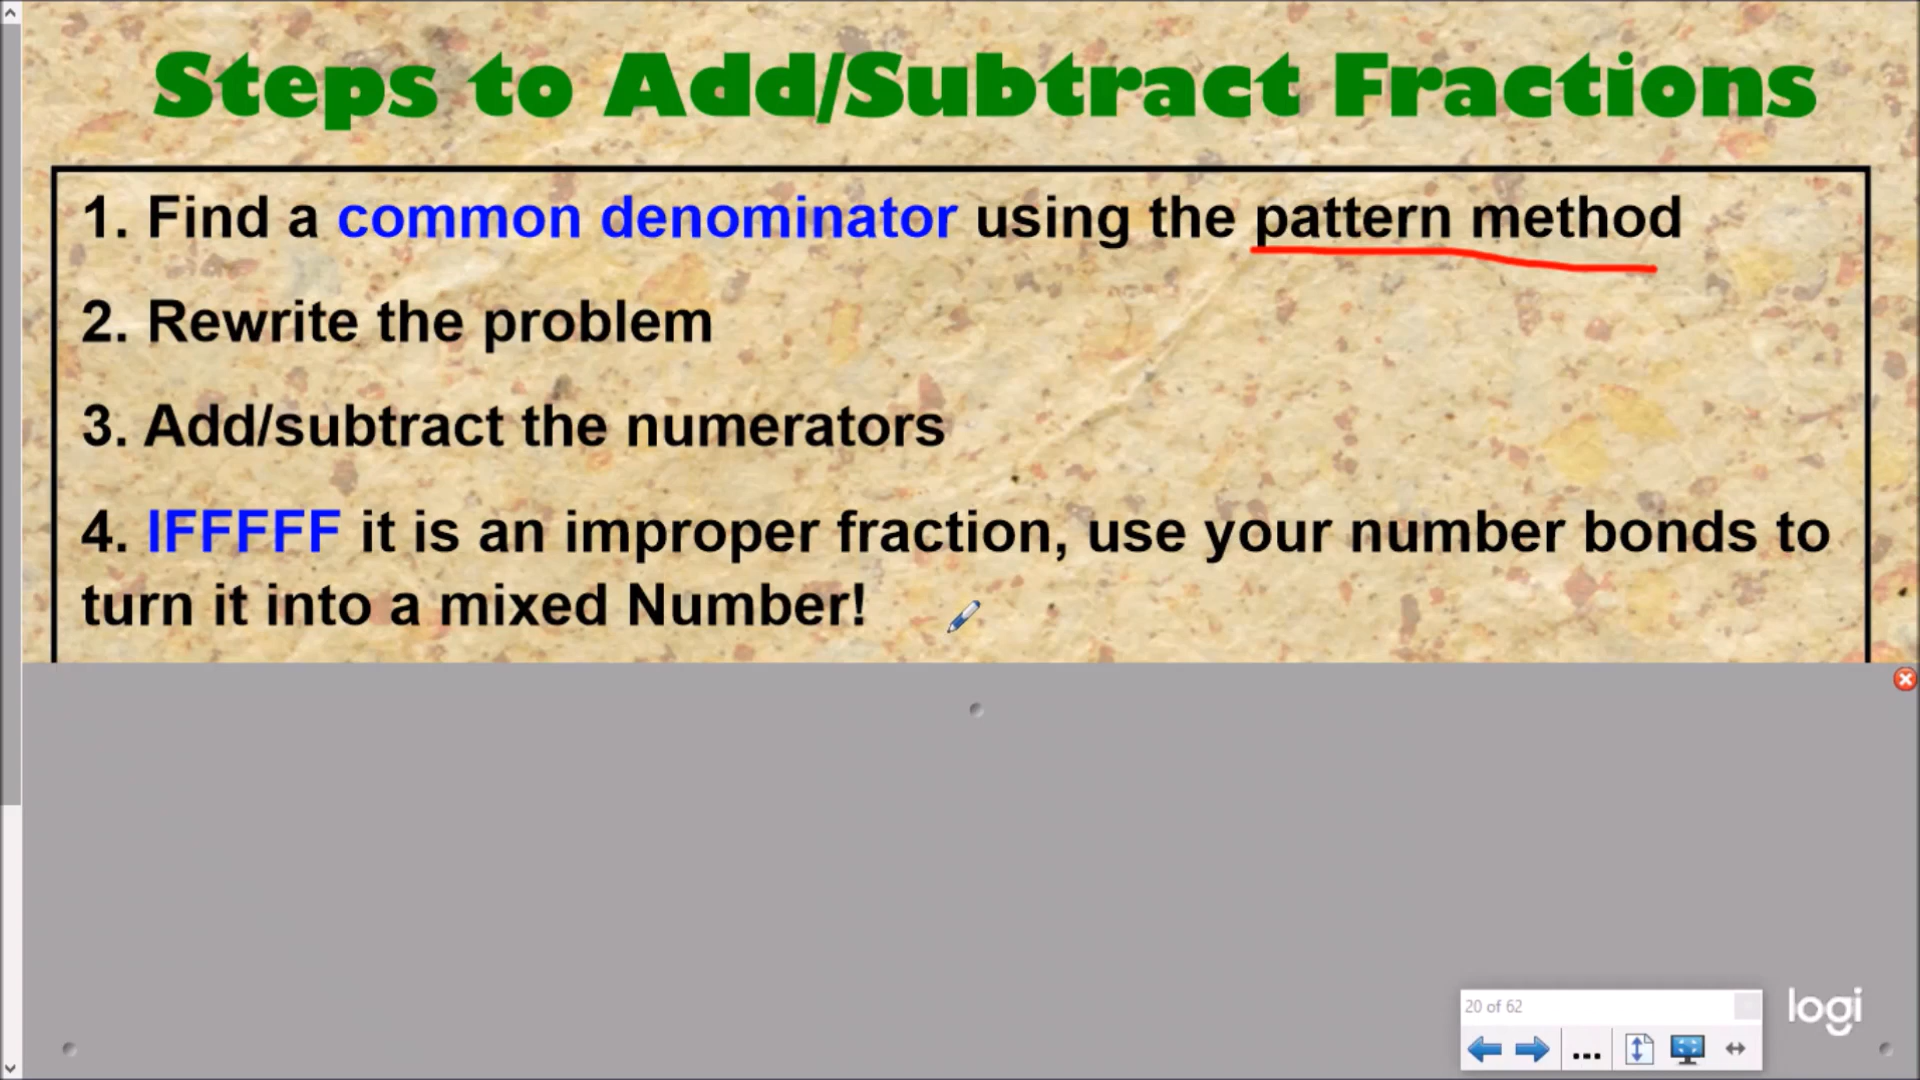 Steps to Add/Subtract Fractions
1. Find a common denominator using the pattern method
2. Rewrite the problem
3. Add/subtract the numerators
4. IFFFFF it is an improper fraction, use your number bonds to
turn it into a mixed Number!
20 of 62
logi